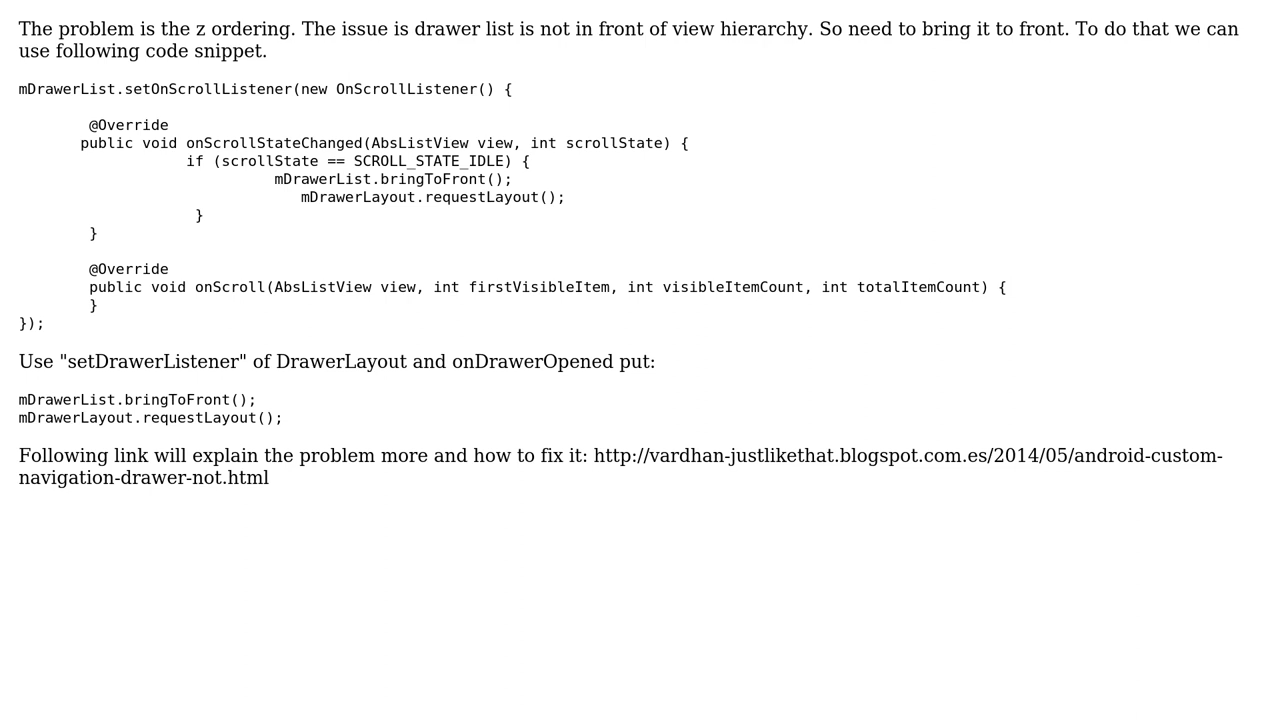 The problem is the z ordering. The issue is drawer list is not in front of view hierarchy. So need to bring it to front. To do that we can
use following code snippet.
mDrawerList.setOnScrollListener(new OnScrollListener() {
        @Override
       public void onScrollStateChanged(AbsListView view, int scrollState) {
                   if (scrollState == SCROLL_STATE_IDLE) {
                             mDrawerList.bringToFront();
                                mDrawerLayout.requestLayout();
                    }
        }
        @Override
        public void onScroll(AbsListView view, int firstVisibleItem, int visibleItemCount, int totalItemCount) {
        }
});
Use "setDrawerListener" of DrawerLayout and onDrawerOpened put:
mDrawerList.bringToFront();
mDrawerLayout.requestLayout();
Following link will explain the problem more and how to fix it: http://vardhan-justlikethat.blogspot.com.es/2014/05/android-custom-
navigation-drawer-not.html